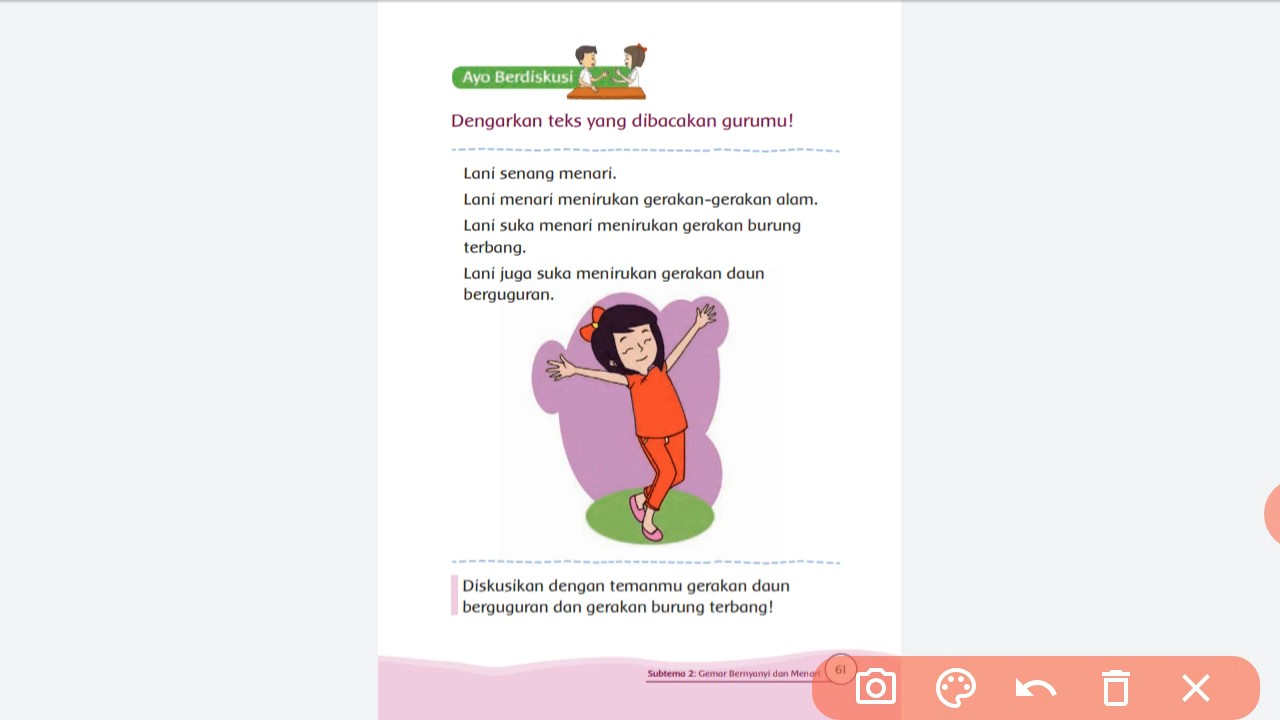 Ayo Berdiskusi
Dengarkan teks yang dibacakan gurumu!
Lani senang menari.
Lani menari menirukan gerakan-gerakan alam.
Lani suka menari menirukan gerakan burung
terbang.
Lani juga suka menirukan gerakan daun
berguguran.
Diskusikan dengan temanmu gerakan daun
berguguran dan gerakan burung terbang!
Subtema 2: Gemar Bernyanyi dan Menari
61